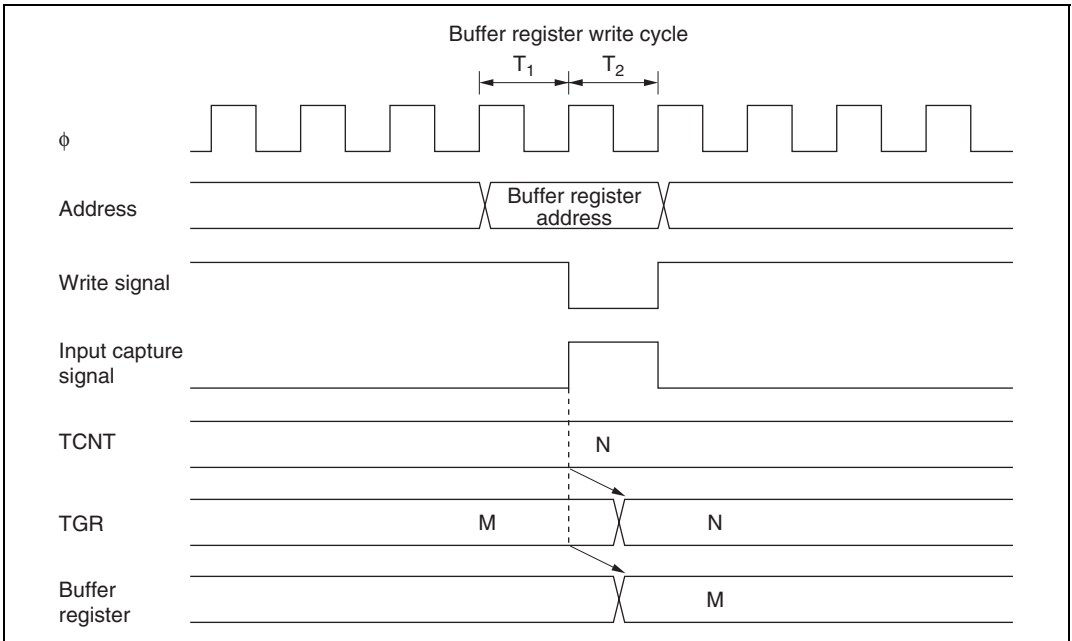 Buffer register write cycle
T1 T2
ϕ
Address
Buffer register
address
Write signal
Input capture
signal
TCNT
N
TGR
M
N
Buffer
register
M